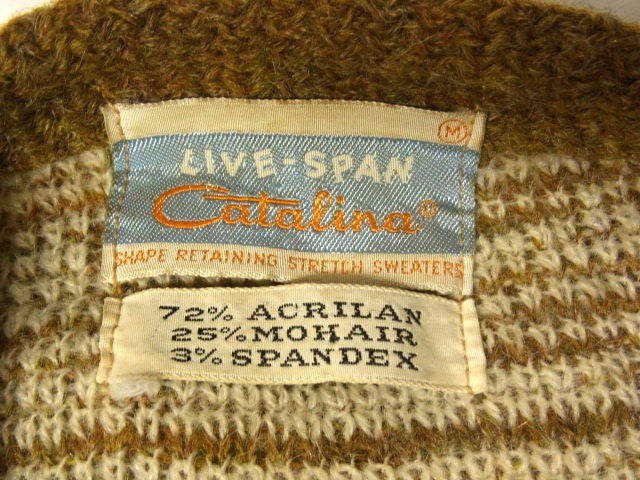 M
LIVE-SPAN
Catalina®
SHAPE RETAINING STRETCH SWEATERS
72% ACRILAN
25% MOHAIR
3% SPANDEX